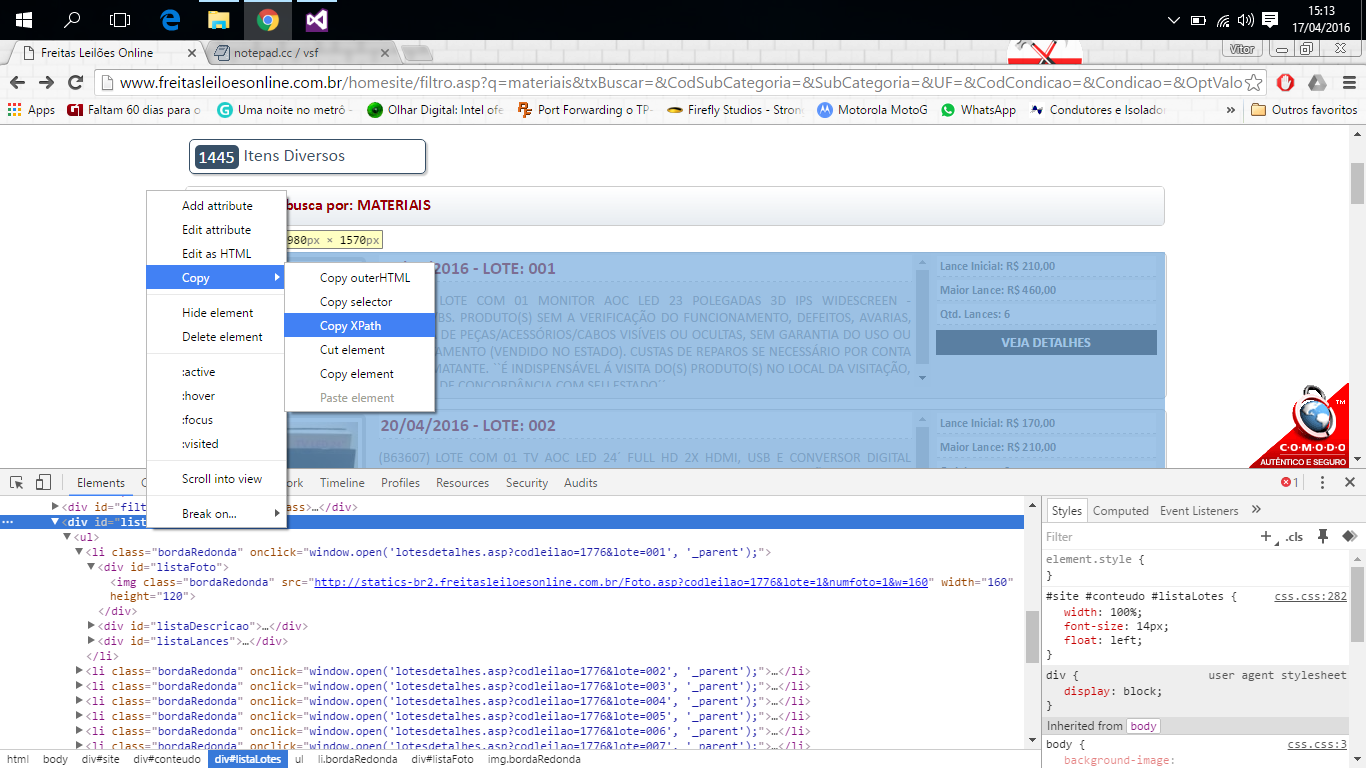 15:13
17/04/2016
Freitas Leilões Online
notepad.cc / vsf
Vitor
www.freitasleiloesonline.com.br/homesite/filtro.asp?q=materiais&txBuscar=&CodSubCategoria=&SubCategoria=&UF=&CodCondicao=&Condicao=&OptValo
Apps
Faltam 60 dias para o
Uma noite no metrô -
Olhar Digital: Intel ofe
Port Forwarding o TP-
Firefly Studios - Stron
Motorola MotoG
WhatsApp
Condutores e Isolado
»
Outros favoritos
1445 Itens Diversos
busca por: MATERIAIS
980px × 1570px
/2016 - LOTE: 001
LOTE COM 01 MONITOR AOC LED 23 POLEGADAS 3D IPS WIDESCREEN -
BS. PRODUTO(S) SEM A VERIFICAÇÃO DO FUNCIONAMENTO, DEFEITOS, AVARIAS,
DE PEÇAS/ACESSÓRIOS/CABOS VISÍVEIS OU OCULTAS, SEM GARANTIA DO USO OU
AMENTO (VENDIDO NO ESTADO). CUSTAS DE REPAROS SE NECESSÁRIO POR CONTA
MATANTE. ``É INDISPENSÁVEL Á VISITA DO(S) PRODUTO(S) NO LOCAL DA VISITAÇÃO,
DE CONCORDÂNCIA COM SEU ESTADO``
Lance Inicial: R$ 210,00
Maior Lance: R$ 460,00
Qtd. Lances: 6
VEJA DETALHES
20/04/2016 - LOTE: 002
(B63607) LOTE COM 01 TV AOC LED 24´ FULL HD 2X HDMI, USB E CONVERSOR DIGITAL
Lance Inicial: R$ 170,00
Maior Lance: R$ 210,00
TM
C·O·M·O·D·O
AUTÊNTICO E SEGURO
Add attribute
Edit attribute
Edit as HTML
Copy
Hide element
Delete element
:active
:hover
:focus
:visited
Scroll into view
Break on...
Copy outerHTML
Copy selector
Copy XPath
Cut element
Copy element
Paste element
Elements
C
rk
Timeline
Profiles
Resources
Security
Audits
1
<div id="filt
lass>…</div>
...
<div id="list
<ul>
<li class="bordaRedonda" onclick="window.open('lotesdetalhes.asp?codleilao=1776&lote=001', '_parent');">
<div id="listaFoto">
<img class="bordaRedonda" src="http://statics-br2.freitasleiloesonline.com.br/Foto.asp?codleilao=1776&lote=1&numfoto=1&w=160" width="160"
height="120">
</div>
<div id="listaDescricao">…</div>
<div id="listaLances">…</div>
</li>
<li class="bordaRedonda" onclick="window.open('lotesdetalhes.asp?codleilao=1776&lote=002', '_parent');">…</li>
<li class="bordaRedonda" onclick="window.open('lotesdetalhes.asp?codleilao=1776&lote=003', '_parent');">…</li>
<li class="bordaRedonda" onclick="window.open('lotesdetalhes.asp?codleilao=1776&lote=004', '_parent');">…</li>
<li class="bordaRedonda" onclick="window.open('lotesdetalhes.asp?codleilao=1776&lote=005', '_parent');">…</li>
<li class="bordaRedonda" onclick="window.open('lotesdetalhes.asp?codleilao=1776&lote=006', '_parent');">…</li>
<li class="bordaRedonda" onclick="window.open('lotesdetalhes.asp?codleilao=1776&lote=007', '_parent');">…</li>
html body div#site div#conteudo div#listaLotes ul li.bordaRedonda div#listaFoto img.bordaRedonda
Styles
Computed
Event Listeners
»
Filter
.cls
element.style {
}
#site #conteudo #listaLotes { css.css:282
width: 100%;
font-size: 14px;
float: left;
}
div { user agent stylesheet
display: block;
}
Inherited from body
body { css.css:3
background-image: